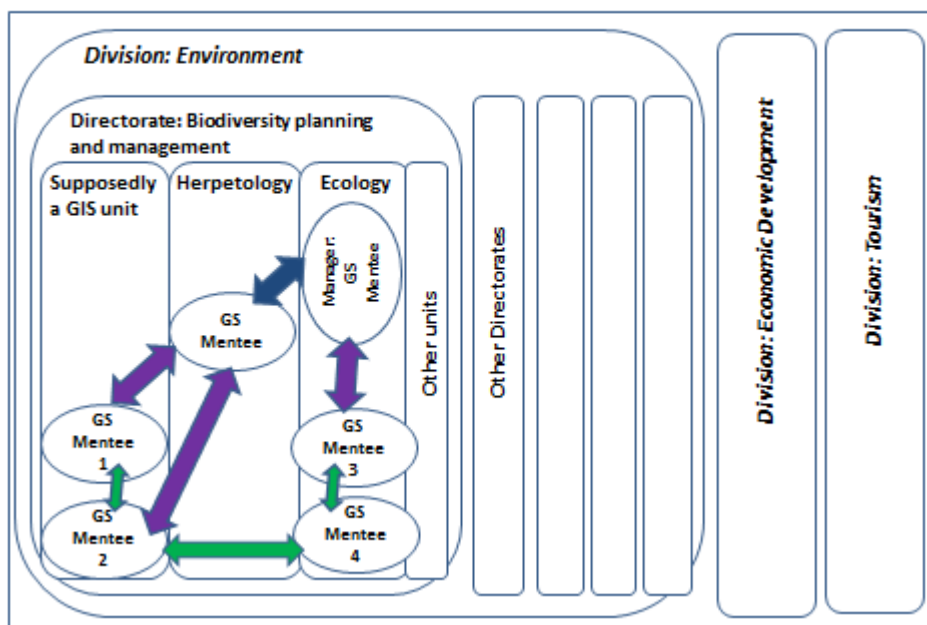 Division: Environment
Directorate: Biodiversity planning
and management
Supposedly
a GIS unit
Herpetology
Ecology
Manager:
GS
Mentee
GS
Mentee
GS
Mentee
1
GS
Mentee
2
GS
Mentee
3
GS
Mentee
4
Other units
Other Directorates
Division: Economic Development
Division: Tourism